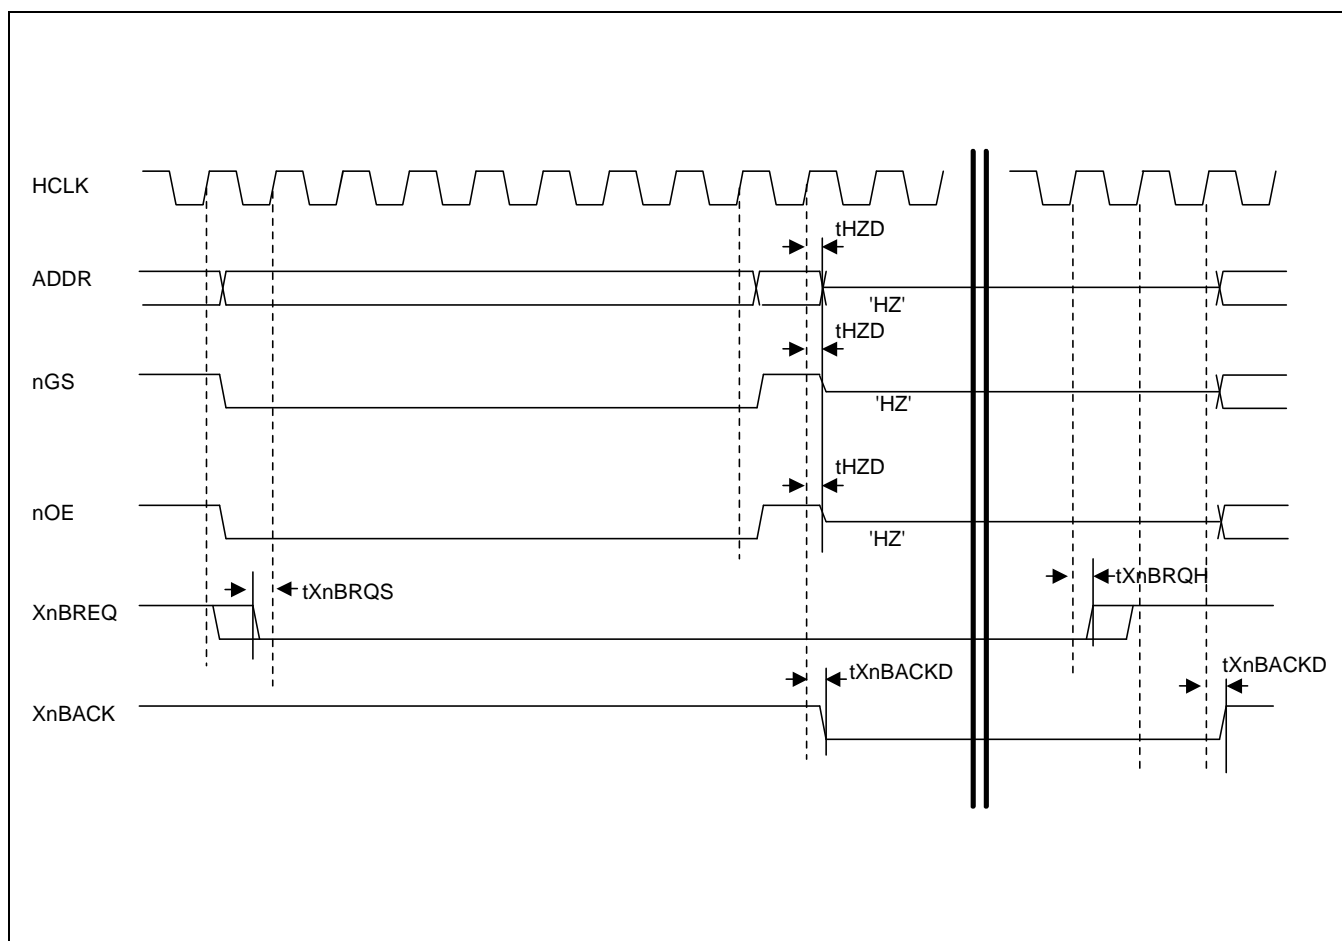 HCLK
tHZD
ADDR
'HZ'
tHZD
nGS
'HZ'
tHZD
nOE
'HZ'
tXnBRQS
tXnBRQH
XnBREQ
tXnBACKD
tXnBACKD
XnBACK